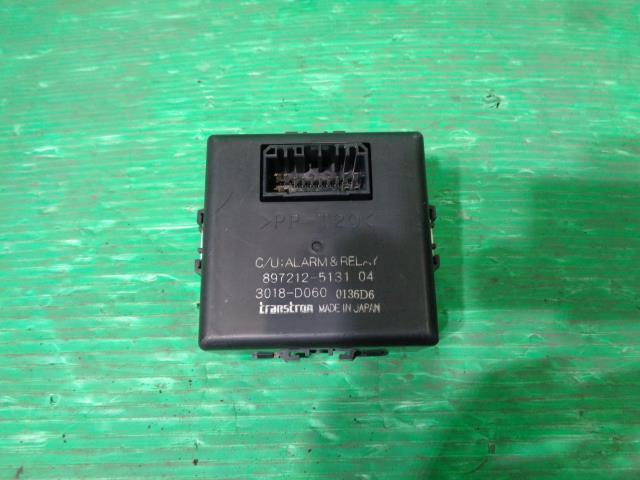 >PP-T20<
C/U:ALARM & RELAY
897212-5131 04
3018-D060 0136D6
transtron MADE IN JAPAN